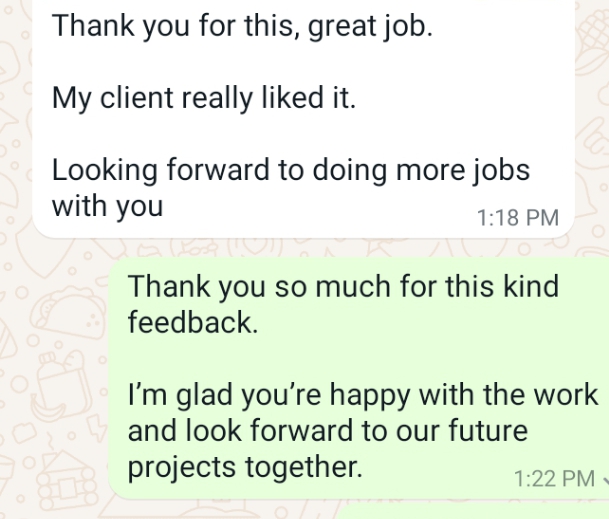 Thank you for this, great job.
My client really liked it.
Looking forward to doing more jobs
with you
1:18 PM
Thank you so much for this kind
feedback.
I’m glad you’re happy with the work
and look forward to our future
projects together.
1:22 PM